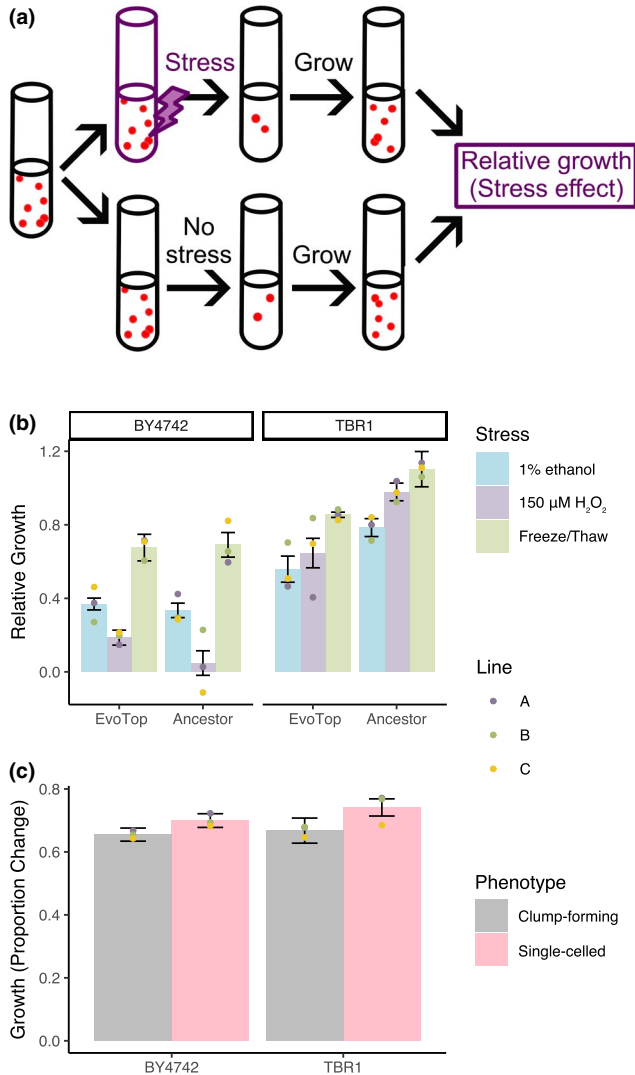 (a)
Stress
Grow
Relative growth
(Stress effect)
No
stress
Grow
(b)
BY4742
TBR1
Relative Growth
1.2
0.8
0.4
0.0
EvoTop
Ancestor
EvoTop
Ancestor
Stress
1% ethanol
150 µM H₂O₂
Freeze/Thaw
Line
A
B
C
(c)
Growth (Proportion Change)
0.8
0.6
0.4
0.2
0.0
BY4742
TBR1
Phenotype
Clump-forming
Single-celled